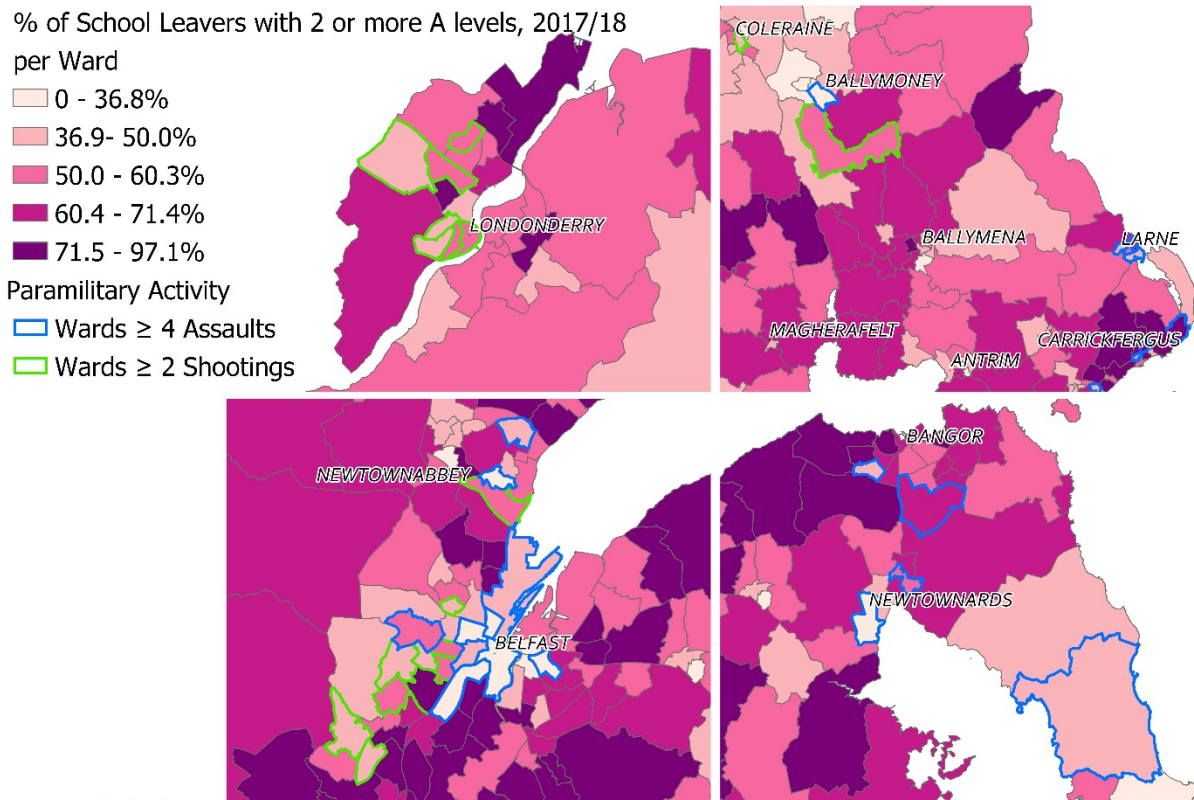 % of School Leavers with 2 or more A levels, 2017/18
per Ward
0 - 36.8%
36.9- 50.0%
50.0 - 60.3%
60.4 - 71.4%
71.5 - 97.1%
Paramilitary Activity
Wards ≥ 4 Assaults
Wards ≥ 2 Shootings
LONDONDERRY
COLERAINE
BALLYMONEY
BALLYMENA
LARNE
MAGHERAFELT
CARRICKFERGUS
ANTRIM
NEWTOWNABBEY
BELFAST
BANGOR
NEWTOWNARDS